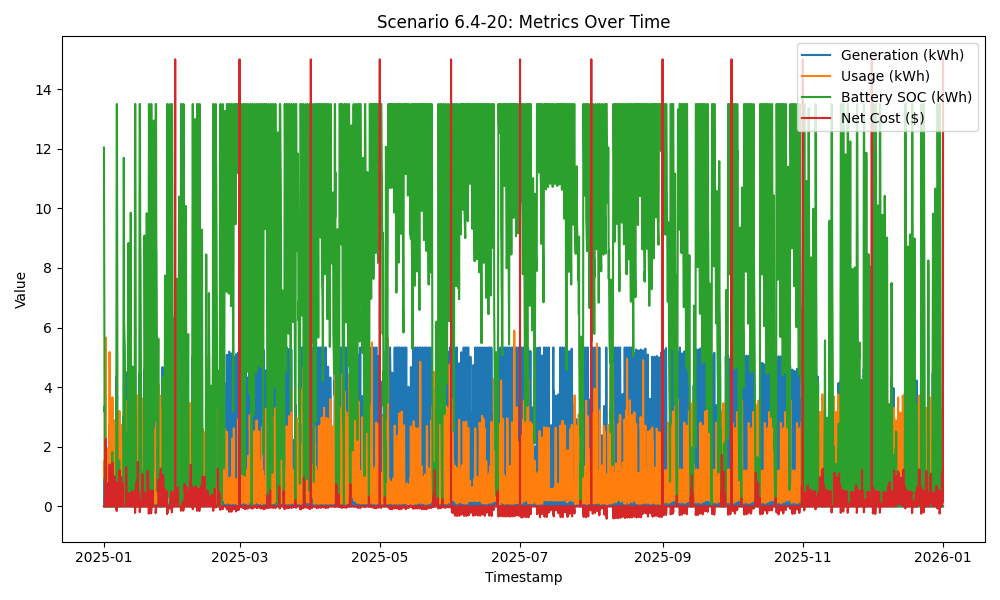 Scenario 6.4-20: Metrics Over Time
Generation (kWh)
Usage (kWh)
Battery SOC (kWh)
Net Cost ($)
Value
14
12
10
8
6
4
2
0
2025-01
2025-03
2025-05
2025-07
2025-09
2025-11
2026-01
Timestamp